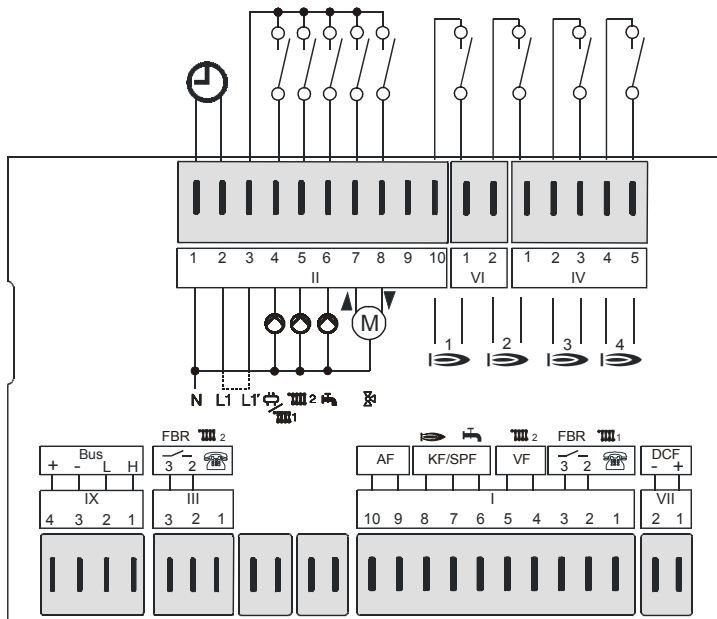 1 2 3 4 5 6 7 8 9 10 1 2 1 2 3 4 5
II VI IV
M
1 2 3 4
N L1 L1' 2
1
FBR 2 2 FBR 1
Bus AF KF/SPF VF DCF
+ - L H 3 2 3 2 - +
IX III I VII
4 3 2 1 3 2 1 10 9 8 7 6 5 4 3 2 1 2 1